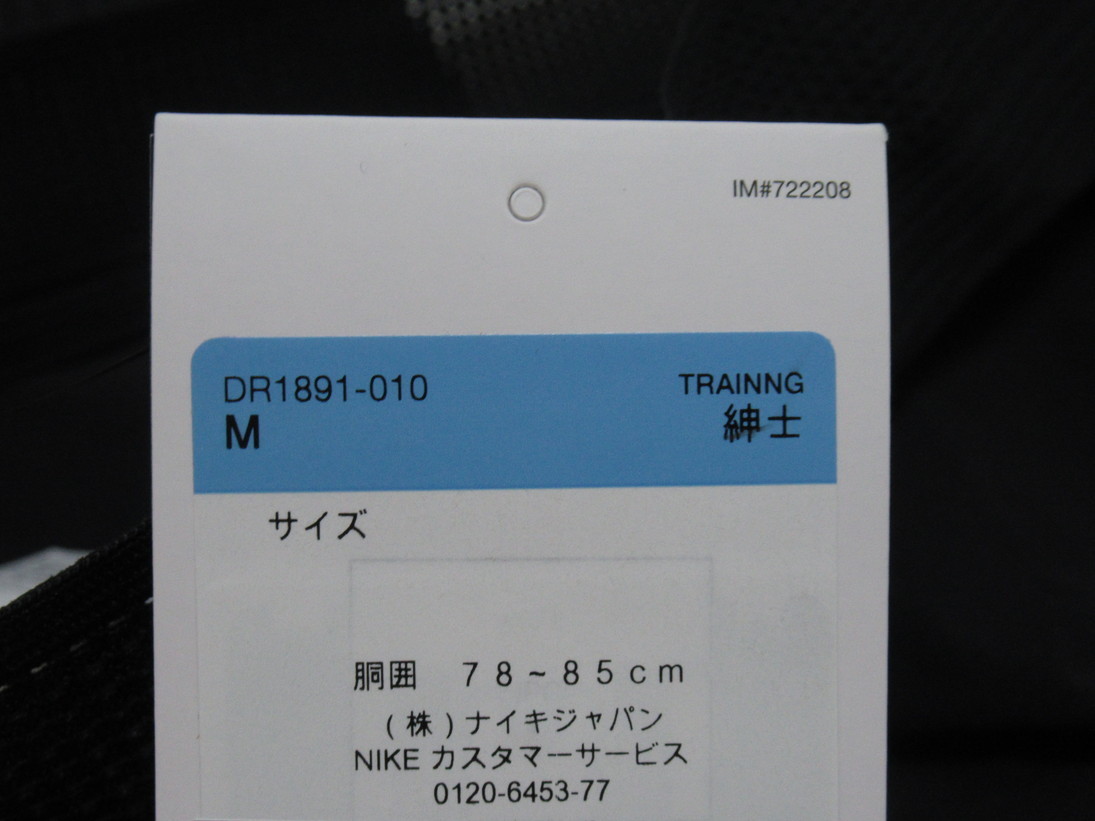 IM#722208
DR1891-010 TRAINNG
M 紳士
サイズ
胴囲 78~85cm
(株)ナイキジャパン
NIKE カスタマーサービス
0120-6453-77